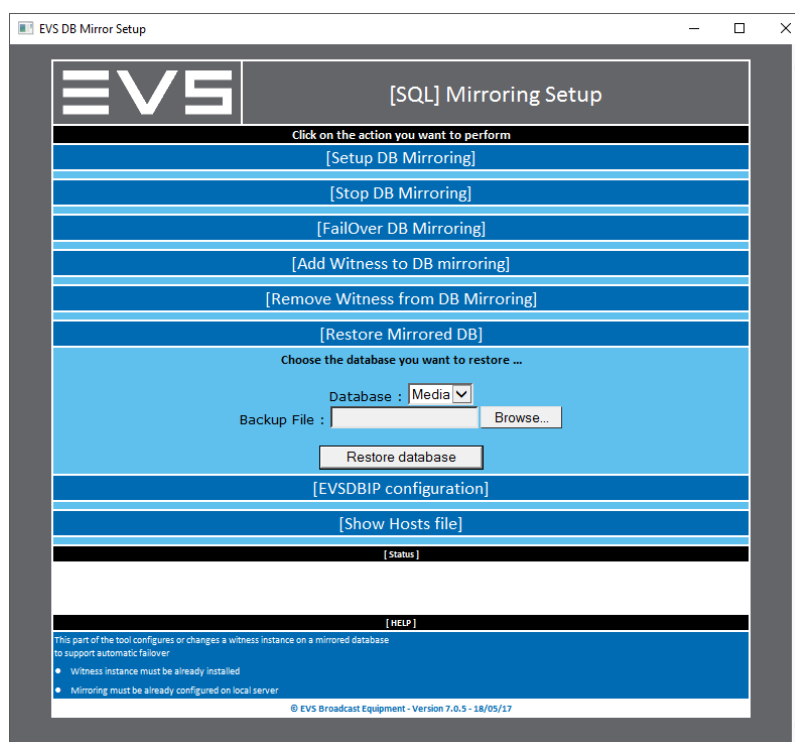 EVS DB Mirror Setup
EVS
[SQL] Mirroring Setup
Click on the action you want to perform
[Setup DB Mirroring]
[Stop DB Mirroring]
[FailOver DB Mirroring]
[Add Witness to DB mirroring]
[Remove Witness from DB Mirroring]
[Restore Mirrored DB]
Choose the database you want to restore ...
Database : Media
Backup File : Browse...
Restore database
[EVSDBIP configuration]
[Show Hosts file]
[ Status ]
[ HELP ]
This part of the tool configures or changes a witness instance on a mirrored database
to support automatic failover
• Witness instance must be already installed
• Mirroring must be already configured on local server
© EVS Broadcast Equipment - Version 7.0.5 - 18/05/17